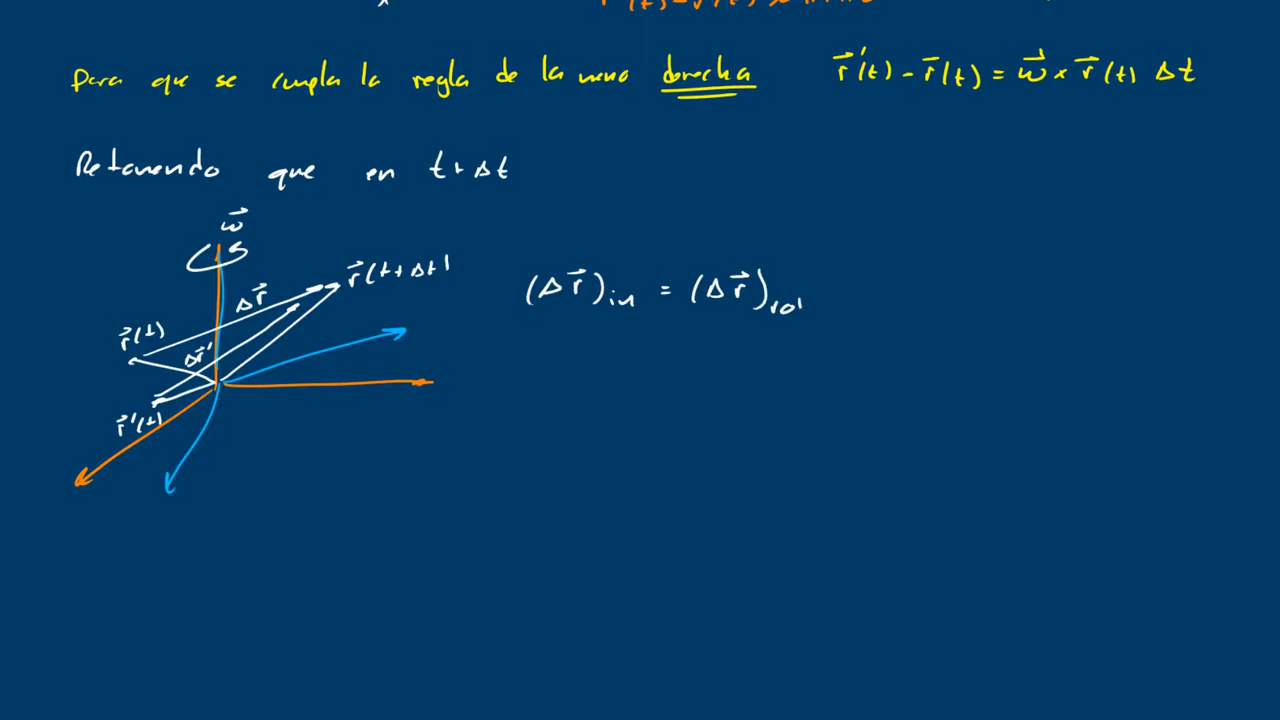 Para que se cumpla la regla de la mano derecha r⃗'(t) - r⃗(t) = ω⃗ × r⃗(t) Δt
Retomando que en t + Δt
ω⃗
r⃗(t+Δt)
Δr⃗
(Δr⃗)in = (Δr⃗)rot
r⃗(t)
Δr⃗'
r⃗'(t)